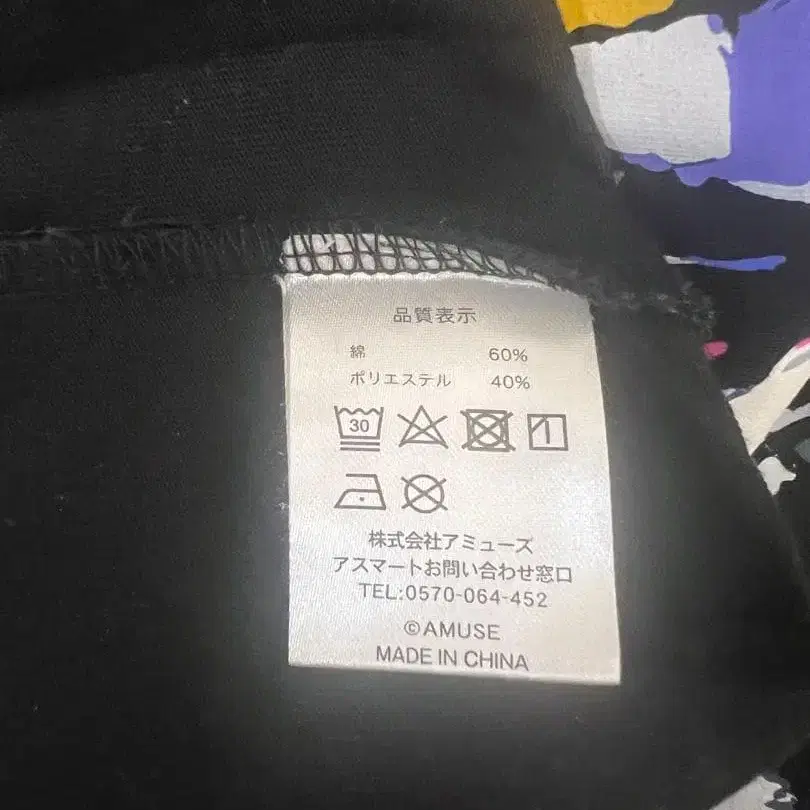 品質表示
綿 60%
ポリエステル 40%
30
株式会社アミューズ
アスマートお問い合わせ窓口
TEL:0570-064-452
©AMUSE
MADE IN CHINA